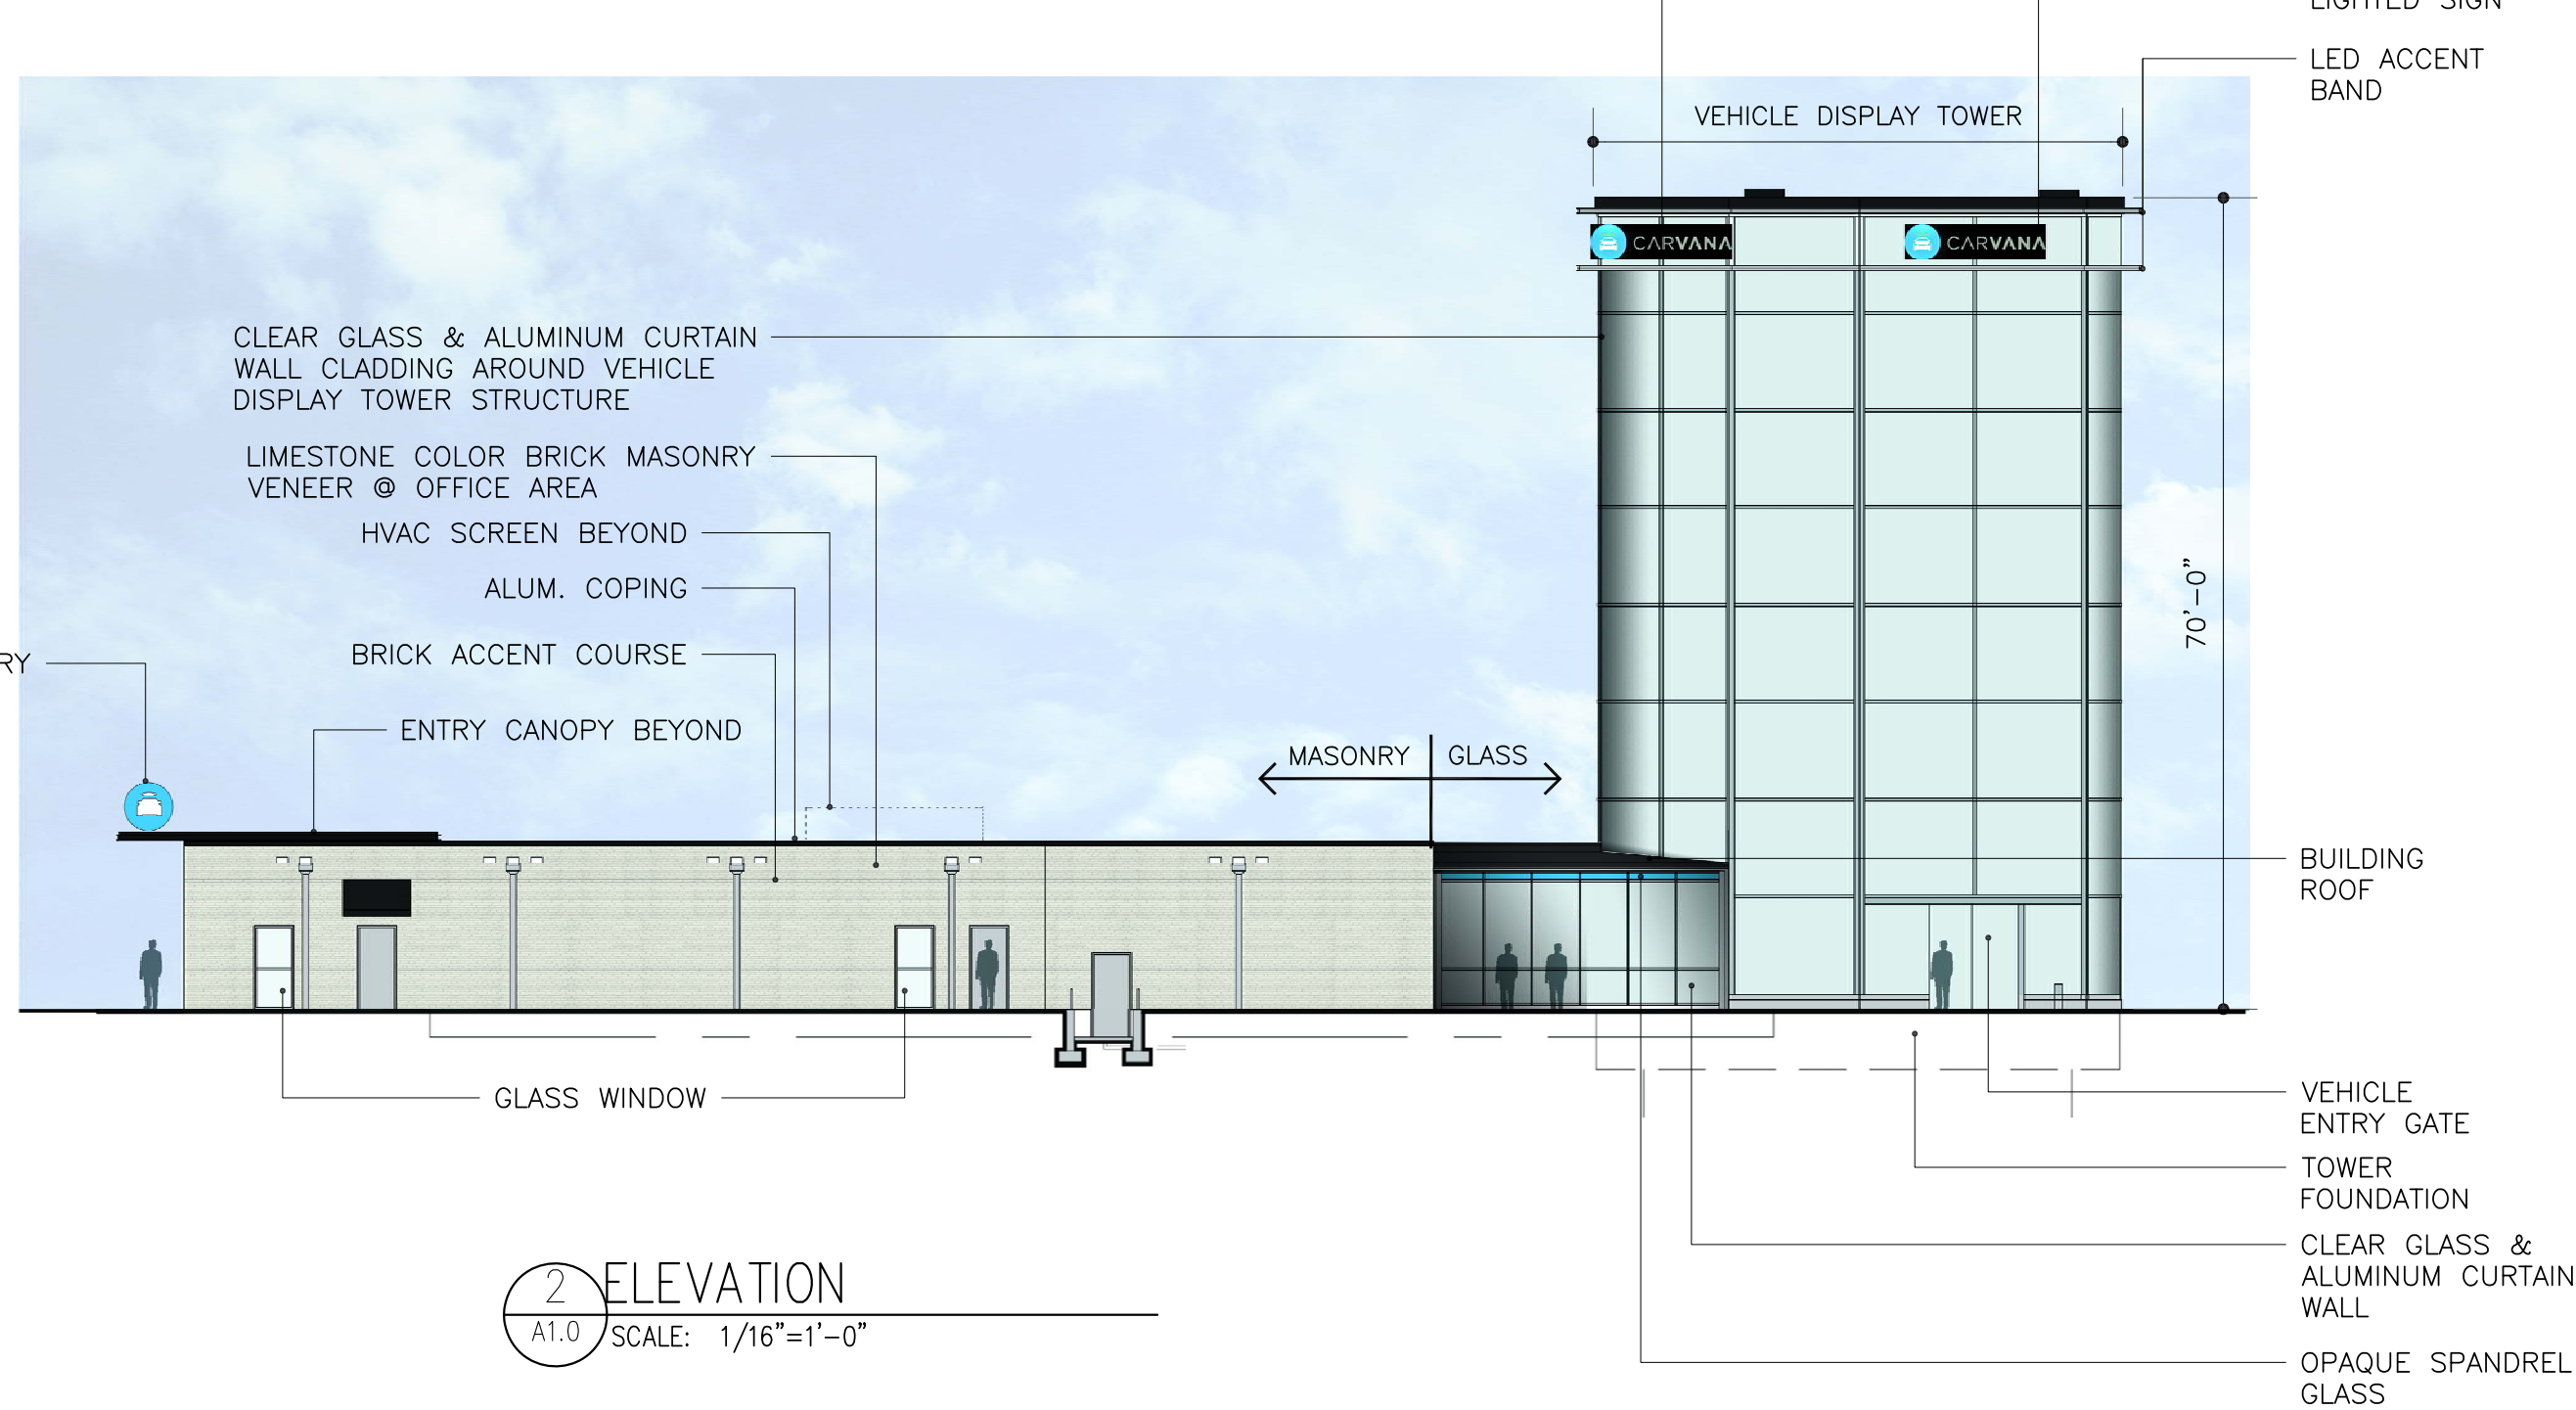 LIGHTED SIGN
LED ACCENT
BAND
VEHICLE DISPLAY TOWER
CARVANA
CARVANA
CLEAR GLASS & ALUMINUM CURTAIN
WALL CLADDING AROUND VEHICLE
DISPLAY TOWER STRUCTURE
LIMESTONE COLOR BRICK MASONRY
VENEER @ OFFICE AREA
HVAC SCREEN BEYOND
ALUM. COPING
70'-0"
BRICK ACCENT COURSE
RY
ENTRY CANOPY BEYOND
MASONRY
GLASS
BUILDING
ROOF
GLASS WINDOW
VEHICLE
ENTRY GATE
TOWER
FOUNDATION
CLEAR GLASS &
ALUMINUM CURTAIN
WALL
OPAQUE SPANDREL
GLASS
2
ELEVATION
A1.0
SCALE: 1/16"=1'-0"